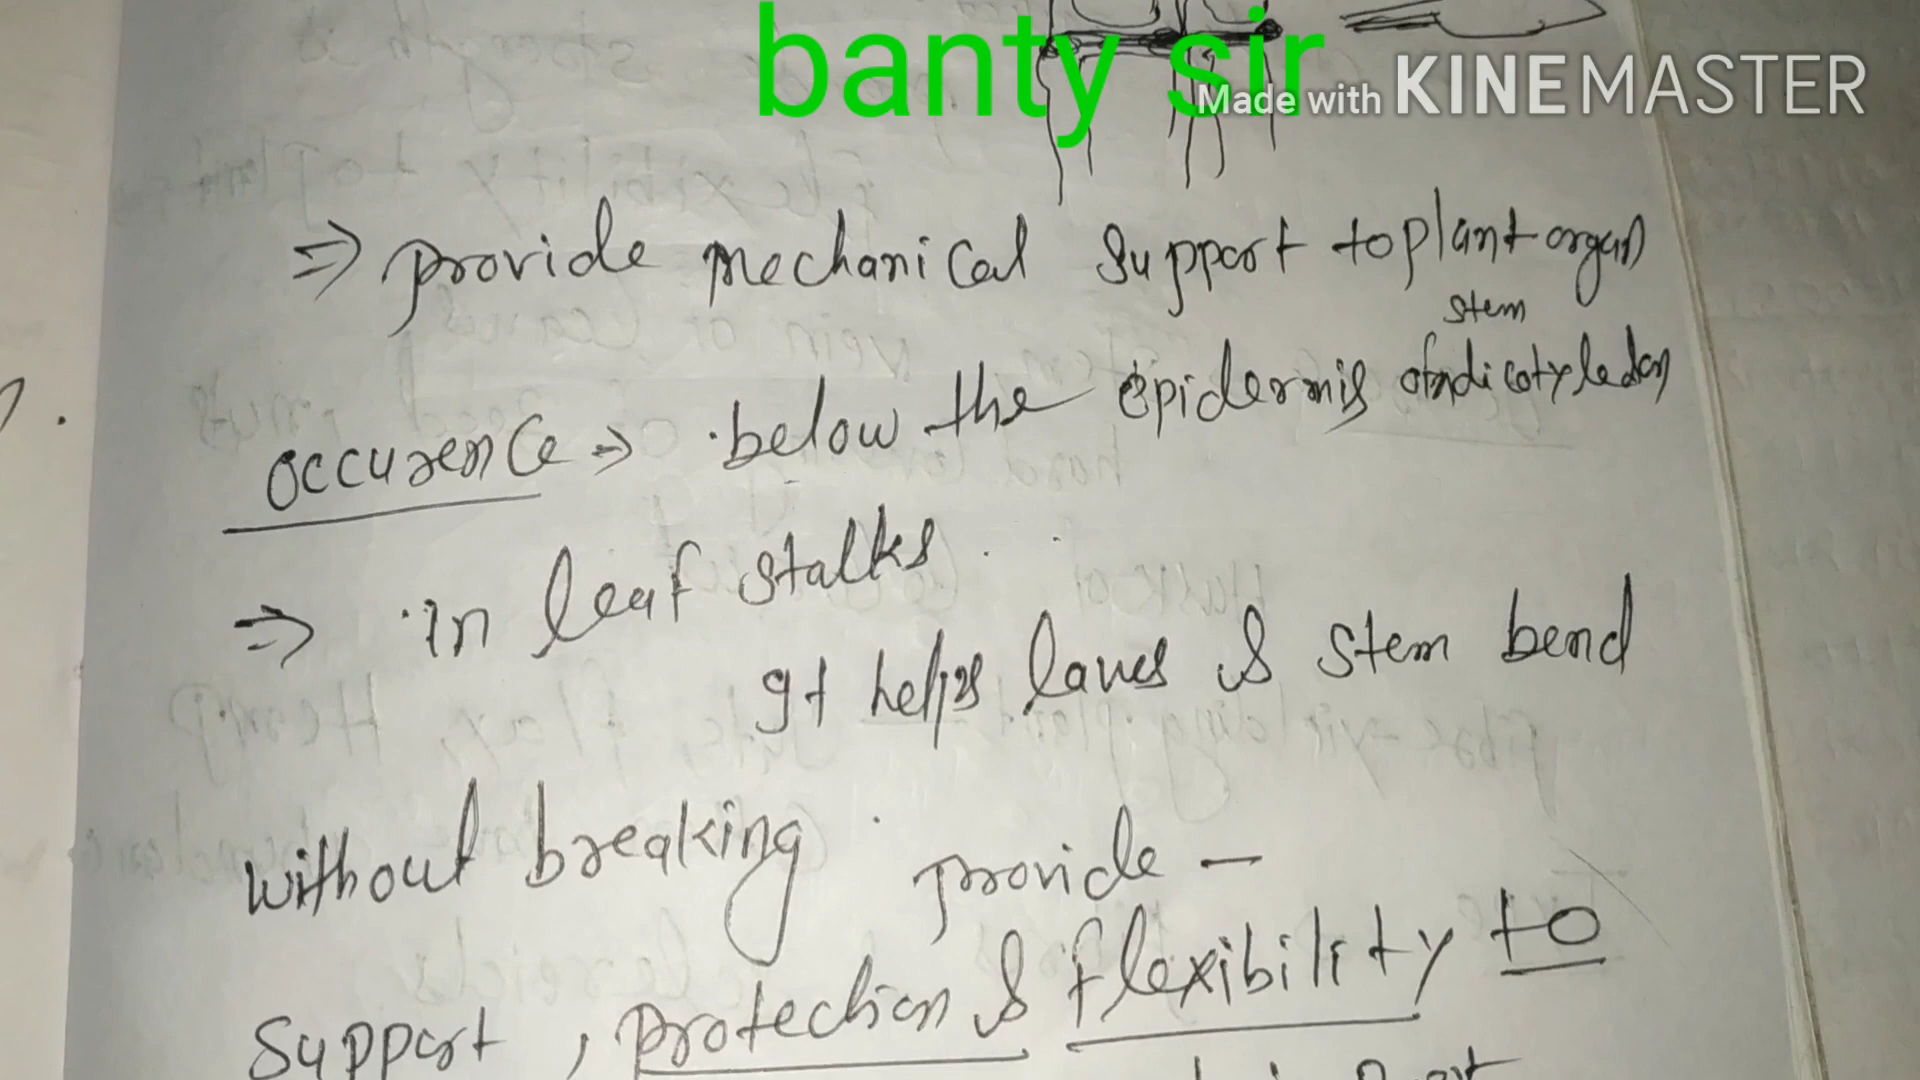 banty sir
Made with KINEMASTER
⇒ provide mechanical support to plant organ
stem
occurence ⇒ . below the epidermis of dicotyledon
⇒ . in leaf stalks .
It helps laves & stem bend
without breaking . provide –
support , protection & flexibility to